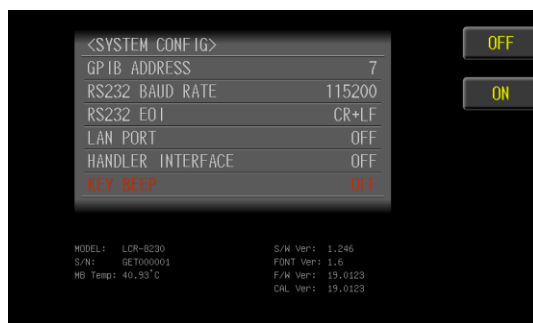 <SYSTEM CONFIG>
GPIB ADDRESS 7
RS232 BAUD RATE 115200
RS232 EOI CR+LF
LAN PORT OFF
HANDLER INTERFACE OFF
KEY BEEP OFF
OFF
ON
MODEL: LCR-8230
S/N: GET000001
MB Temp: 40.93°C
S/W Ver: 1.246
FONT Ver: 1.6
F/W Ver: 19.0123
CAL Ver: 19.0123